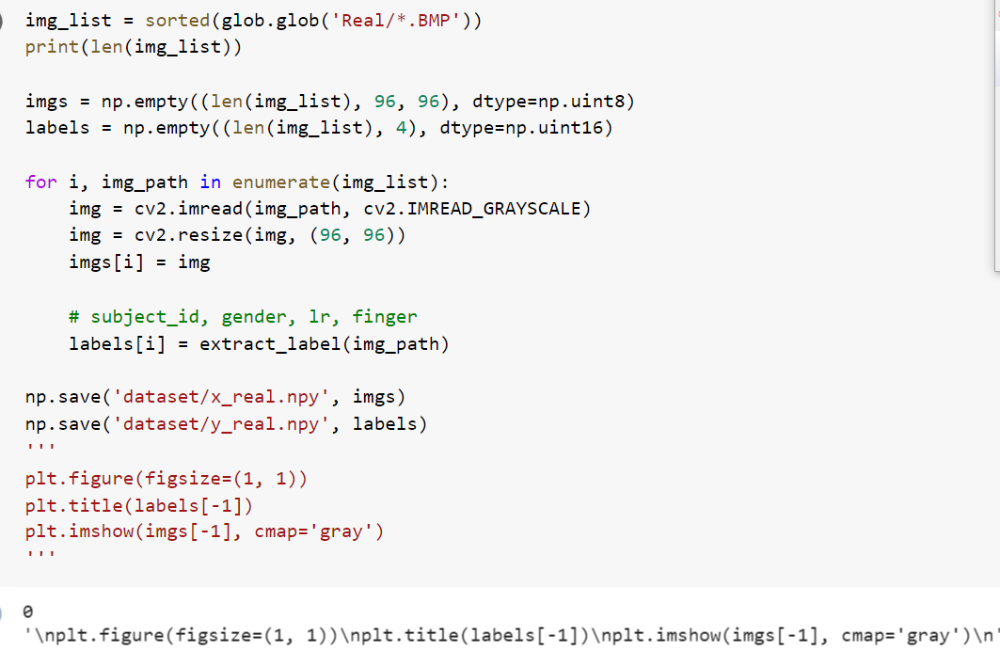 img_list = sorted(glob.glob('Real/*.BMP'))
print(len(img_list))

imgs = np.empty((len(img_list), 96, 96), dtype=np.uint8)
labels = np.empty((len(img_list), 4), dtype=np.uint16)

for i, img_path in enumerate(img_list):
    img = cv2.imread(img_path, cv2.IMREAD_GRAYSCALE)
    img = cv2.resize(img, (96, 96))
    imgs[i] = img

    # subject_id, gender, lr, finger
    labels[i] = extract_label(img_path)

np.save('dataset/x_real.npy', imgs)
np.save('dataset/y_real.npy', labels)
'''
plt.figure(figsize=(1, 1))
plt.title(labels[-1])
plt.imshow(imgs[-1], cmap='gray')
'''
0
'\nplt.figure(figsize=(1, 1))\nplt.title(labels[-1])\nplt.imshow(imgs[-1], cmap='gray')\n'